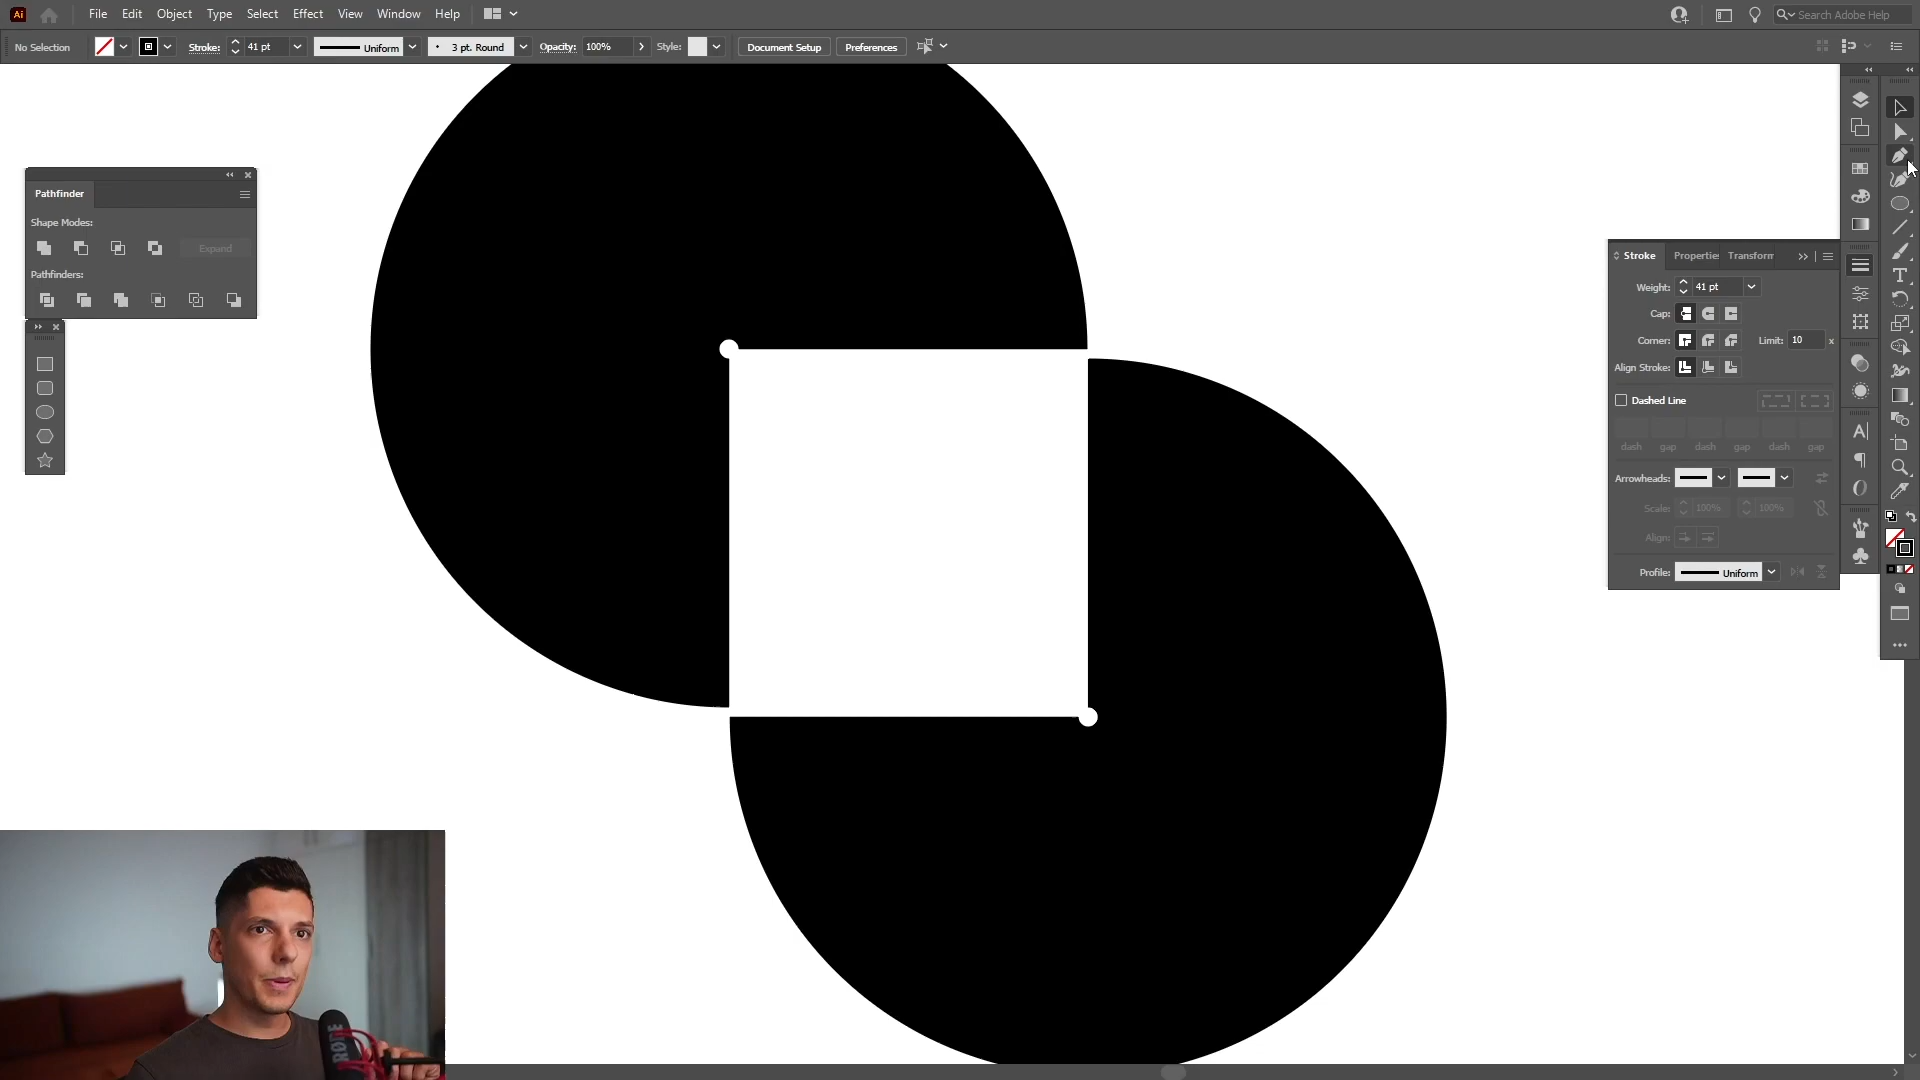 Ai File Edit Object Type Select Effect View Window Help Search Adobe Help
No Selection Stroke: 41 pt Uniform 3 pt. Round Opacity: 100% Style: Document Setup Preferences
Pathfinder
Shape Modes:
Expand
Pathfinders:
Stroke Properties Transform
Weight: 41 pt
Cap:
Corner: Limit: 10 x
Align Stroke:
Dashed Line
dash gap dash gap dash gap
Arrowheads:
Scale: 100% 100%
Align:
Profile: Uniform
RØDE